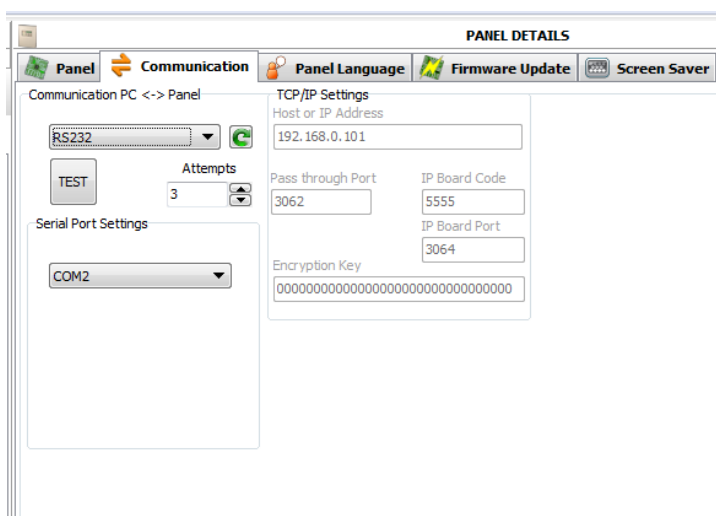 PANEL DETAILS
Panel Communication Panel Language Firmware Update Screen Saver
Communication PC <-> Panel
RS232
TEST
Attempts
3
Serial Port Settings
COM2
TCP/IP Settings
Host or IP Address
192.168.0.101
Pass through Port IP Board Code
3062 5555
IP Board Port
3064
Encryption Key
00000000000000000000000000000000